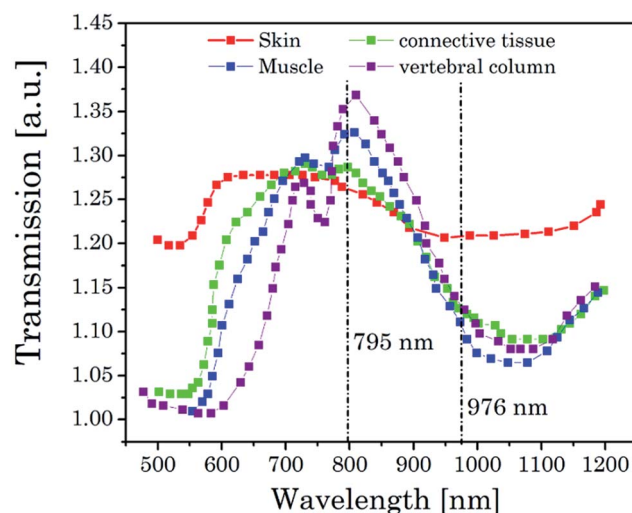 Skin
connective tissue
Muscle
vertebral column
1.45
1.40
1.35
1.30
1.25
1.20
1.15
1.10
1.05
1.00
Transmission [a.u.]
795 nm
976 nm
500 600 700 800 900 1000 1100 1200
Wavelength [nm]